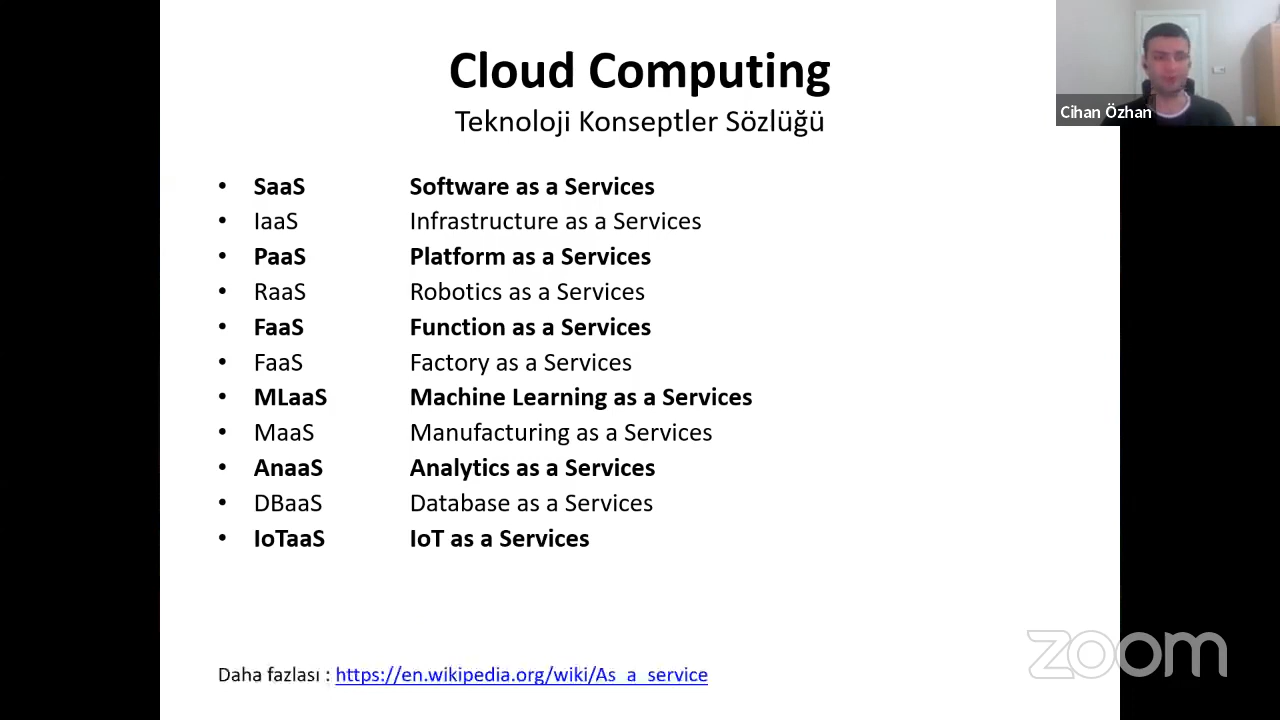 Cloud Computing
Teknoloji Konseptler Sözlüğü
Cihan Özhan
• SaaS Software as a Services
• IaaS Infrastructure as a Services
• PaaS Platform as a Services
• RaaS Robotics as a Services
• FaaS Function as a Services
• FaaS Factory as a Services
• MLaaS Machine Learning as a Services
• MaaS Manufacturing as a Services
• AnaaS Analytics as a Services
• DBaaS Database as a Services
• IoTaaS IoT as a Services
Daha fazlası : https://en.wikipedia.org/wiki/As_a_service
zoom